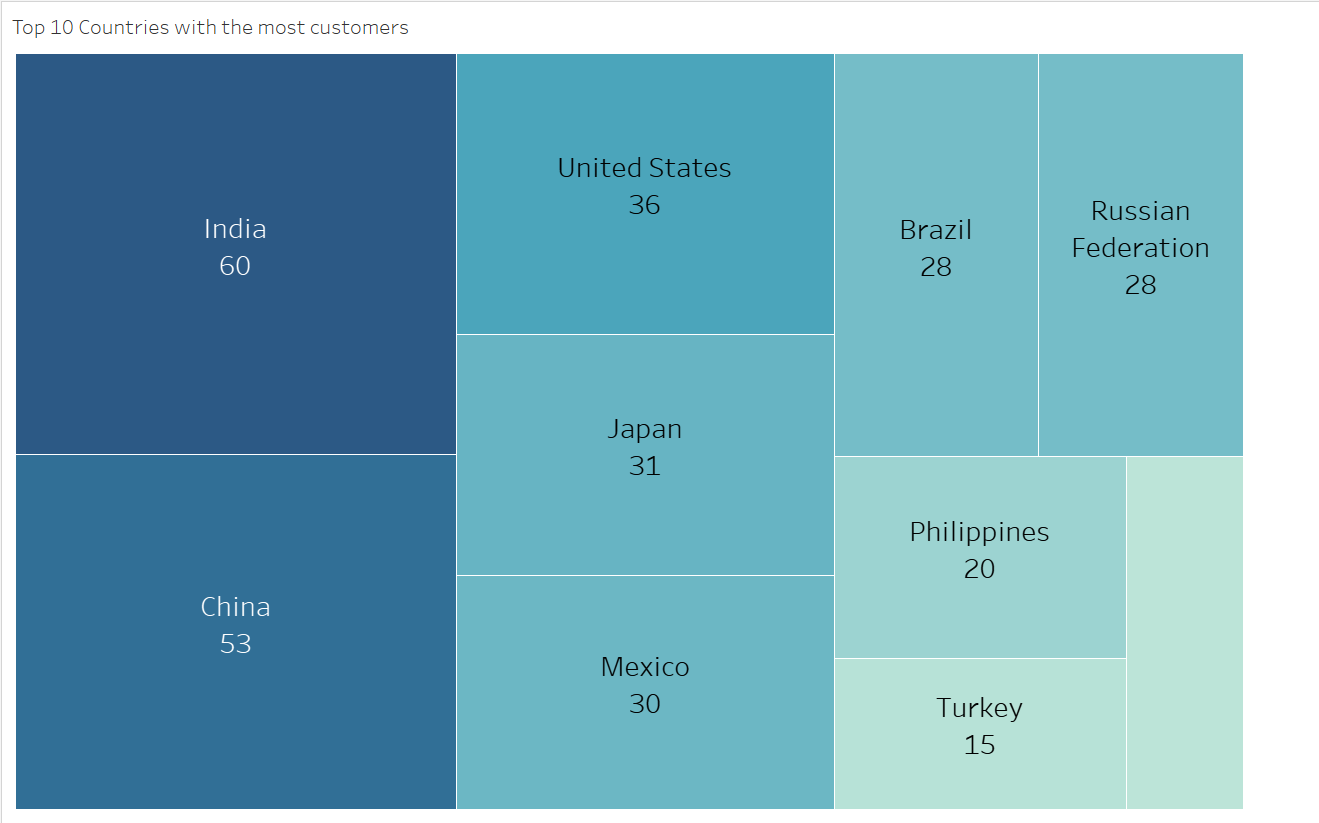 Top 10 Countries with the most customers
India
60
China
53
United States
36
Japan
31
Mexico
30
Brazil
28
Russian
Federation
28
Philippines
20
Turkey
15